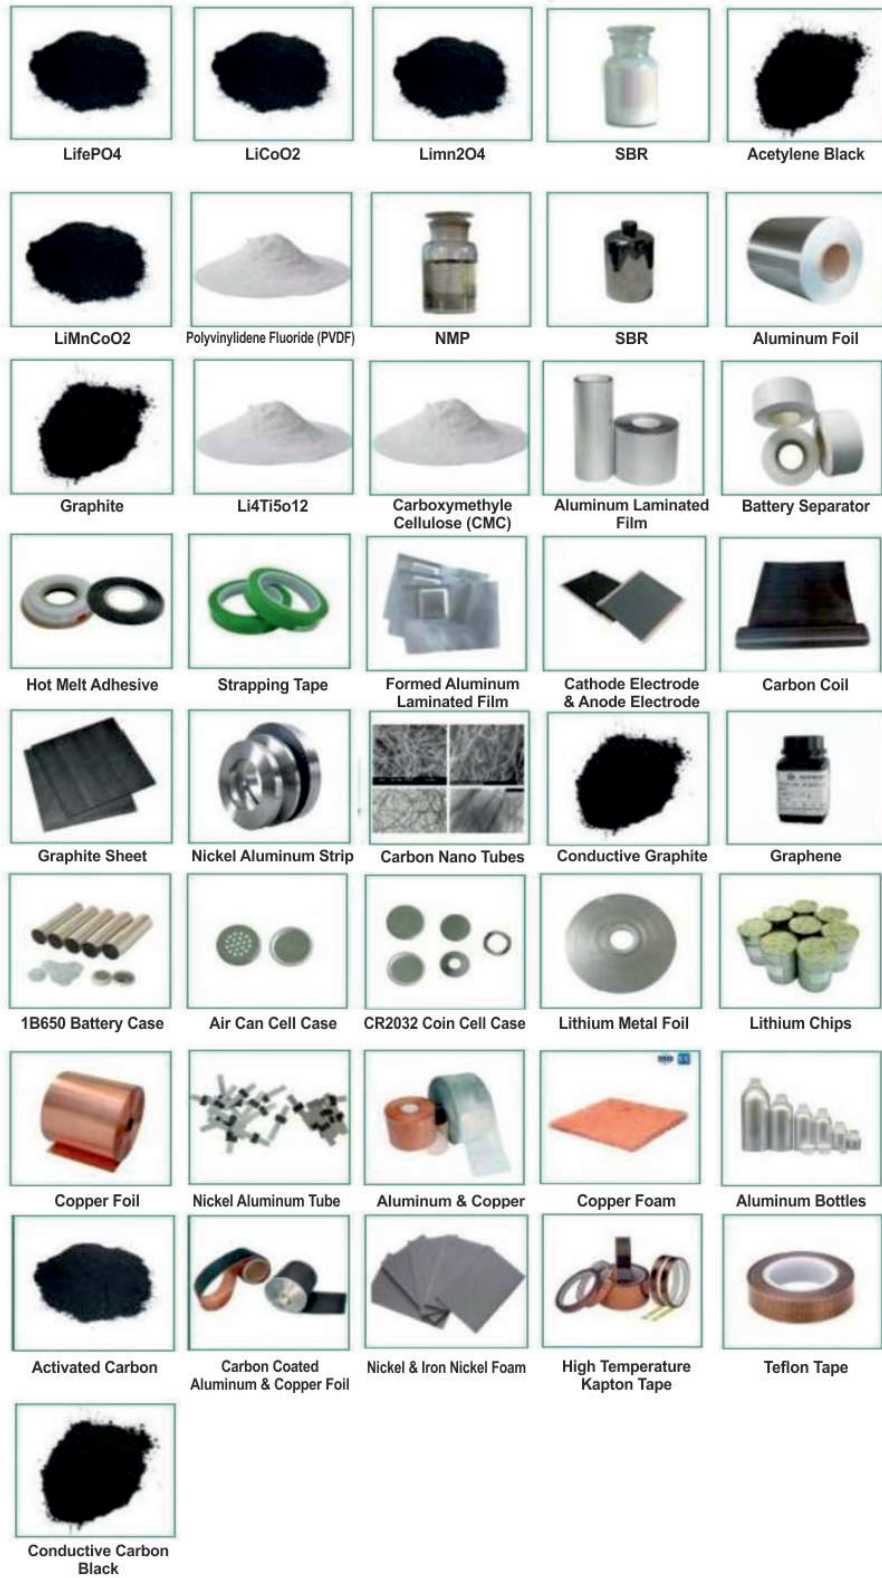 LifePO4
LiCoO2
Limn2O4
SBR
Acetylene Black
LiMnCoO2
Polyvinylidene Fluoride (PVDF)
NMP
SBR
Aluminum Foil
Graphite
Li4Ti5o12
Carboxymethyle
Cellulose (CMC)
Aluminum Laminated
Film
Battery Separator
Hot Melt Adhesive
Strapping Tape
Formed Aluminum
Laminated Film
Cathode Electrode
& Anode Electrode
Carbon Coil
Graphite Sheet
Nickel Aluminum Strip
Carbon Nano Tubes
Conductive Graphite
Graphene
1B650 Battery Case
Air Can Cell Case
CR2032 Coin Cell Case
Lithium Metal Foil
Lithium Chips
Copper Foil
Nickel Aluminum Tube
Aluminum & Copper
Copper Foam
Aluminum Bottles
Activated Carbon
Carbon Coated
Aluminum & Copper Foil
Nickel & Iron Nickel Foam
High Temperature
Kapton Tape
Teflon Tape
Conductive Carbon
Black